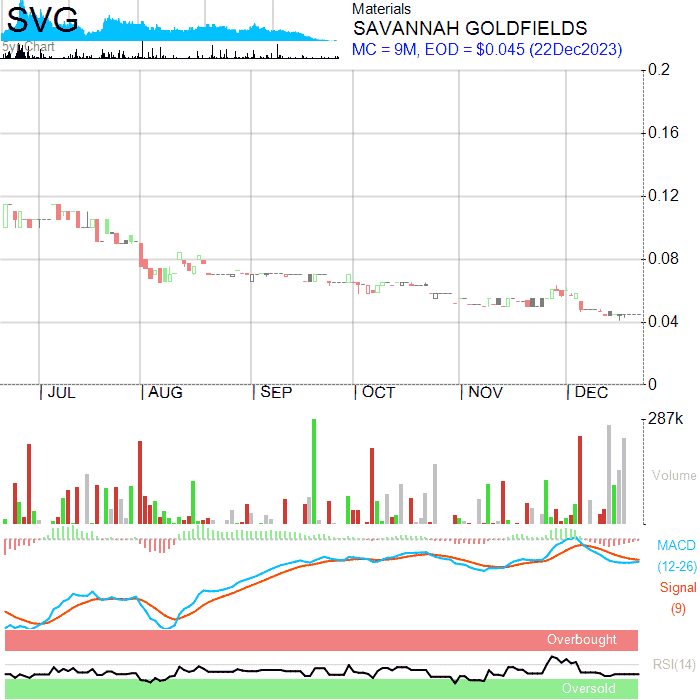 SVG
5yr Chart
Materials
SAVANNAH GOLDFIELDS
MC = 9M, EOD = $0.045 (22Dec2023)
0.2
0.16
0.12
0.08
0.04
0
JUL
AUG
SEP
OCT
NOV
DEC
287k
Volume
MACD
(12-26)
Signal
(9)
Overbought
RSI(14)
Oversold